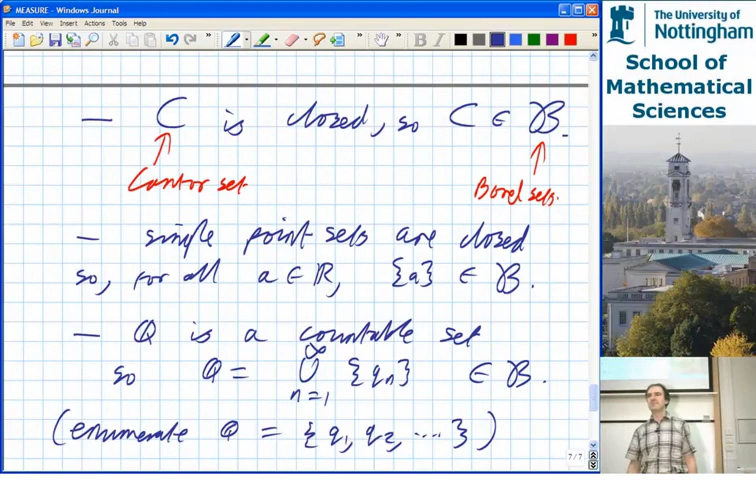 MEASURE - Windows Journal
File Edit View Insert Actions Tools Help
B I
— C is closed, so C ∈ B.
Cantor set
Borel sets.
— single point sets are closed
so, for all a ∈ ℝ, {a} ∈ B.
— Q is a countable set
so Q = ∞⋃n=1 {qn} ∈ B.
(enumerate Q = {q1, q2, ....})
7/7
The University of
Nottingham
School of
Mathematical
Sciences